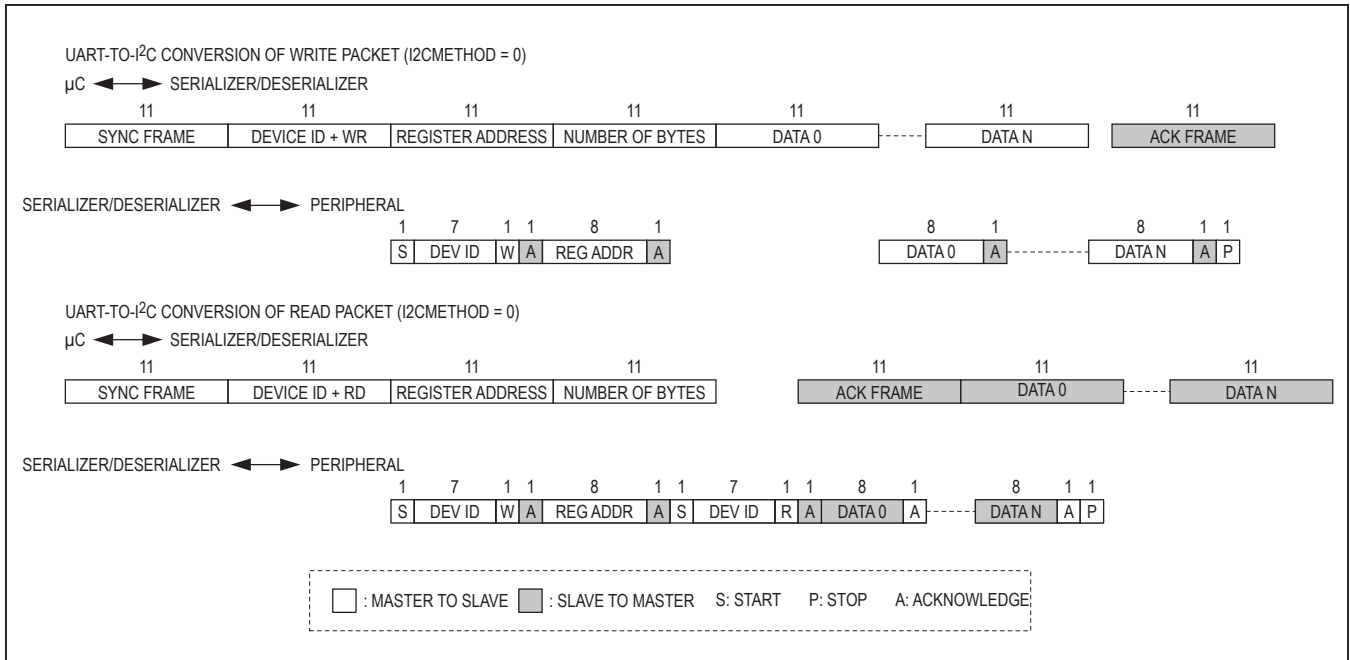 UART-TO-I2C CONVERSION OF WRITE PACKET (I2CMETHOD = 0)
µC SERIALIZER/DESERIALIZER
11 11 11 11 11 11 11
SYNC FRAME DEVICE ID + WR REGISTER ADDRESS NUMBER OF BYTES DATA 0 DATA N ACK FRAME
SERIALIZER/DESERIALIZER PERIPHERAL
1 7 1 1 8 1 8 1 8 1 1
S DEV ID W A REG ADDR A DATA 0 A DATA N A P
UART-TO-I2C CONVERSION OF READ PACKET (I2CMETHOD = 0)
µC SERIALIZER/DESERIALIZER
11 11 11 11 11 11 11
SYNC FRAME DEVICE ID + RD REGISTER ADDRESS NUMBER OF BYTES ACK FRAME DATA 0 DATA N
SERIALIZER/DESERIALIZER PERIPHERAL
1 7 1 1 8 1 1 7 1 1 8 1 8 1 1
S DEV ID W A REG ADDR A S DEV ID R A DATA 0 A DATA N A P
: MASTER TO SLAVE : SLAVE TO MASTER S: START P: STOP A: ACKNOWLEDGE